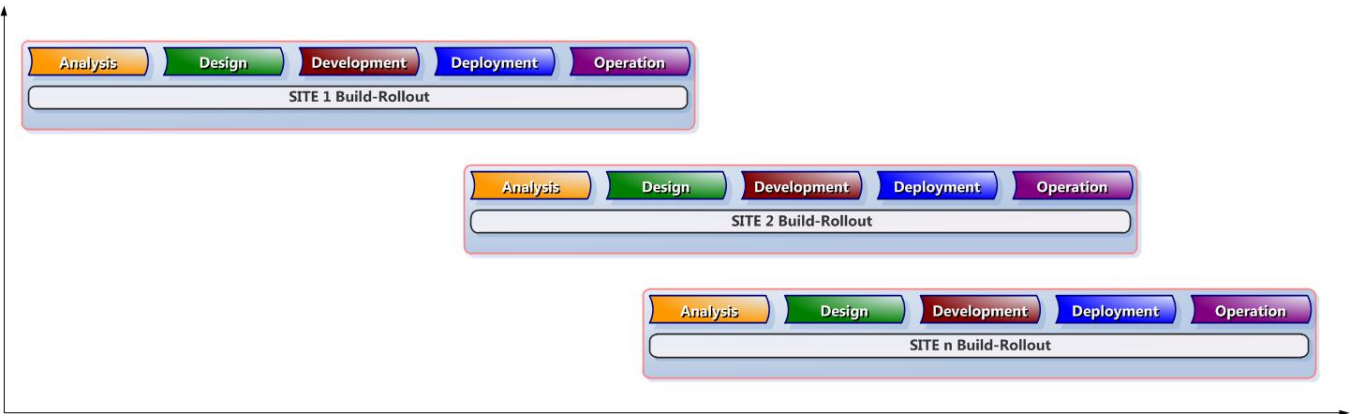 Analysis Design Development Deployment Operation
SITE 1 Build-Rollout
Analysis Design Development Deployment Operation
SITE 2 Build-Rollout
Analysis Design Development Deployment Operation
SITE n Build-Rollout